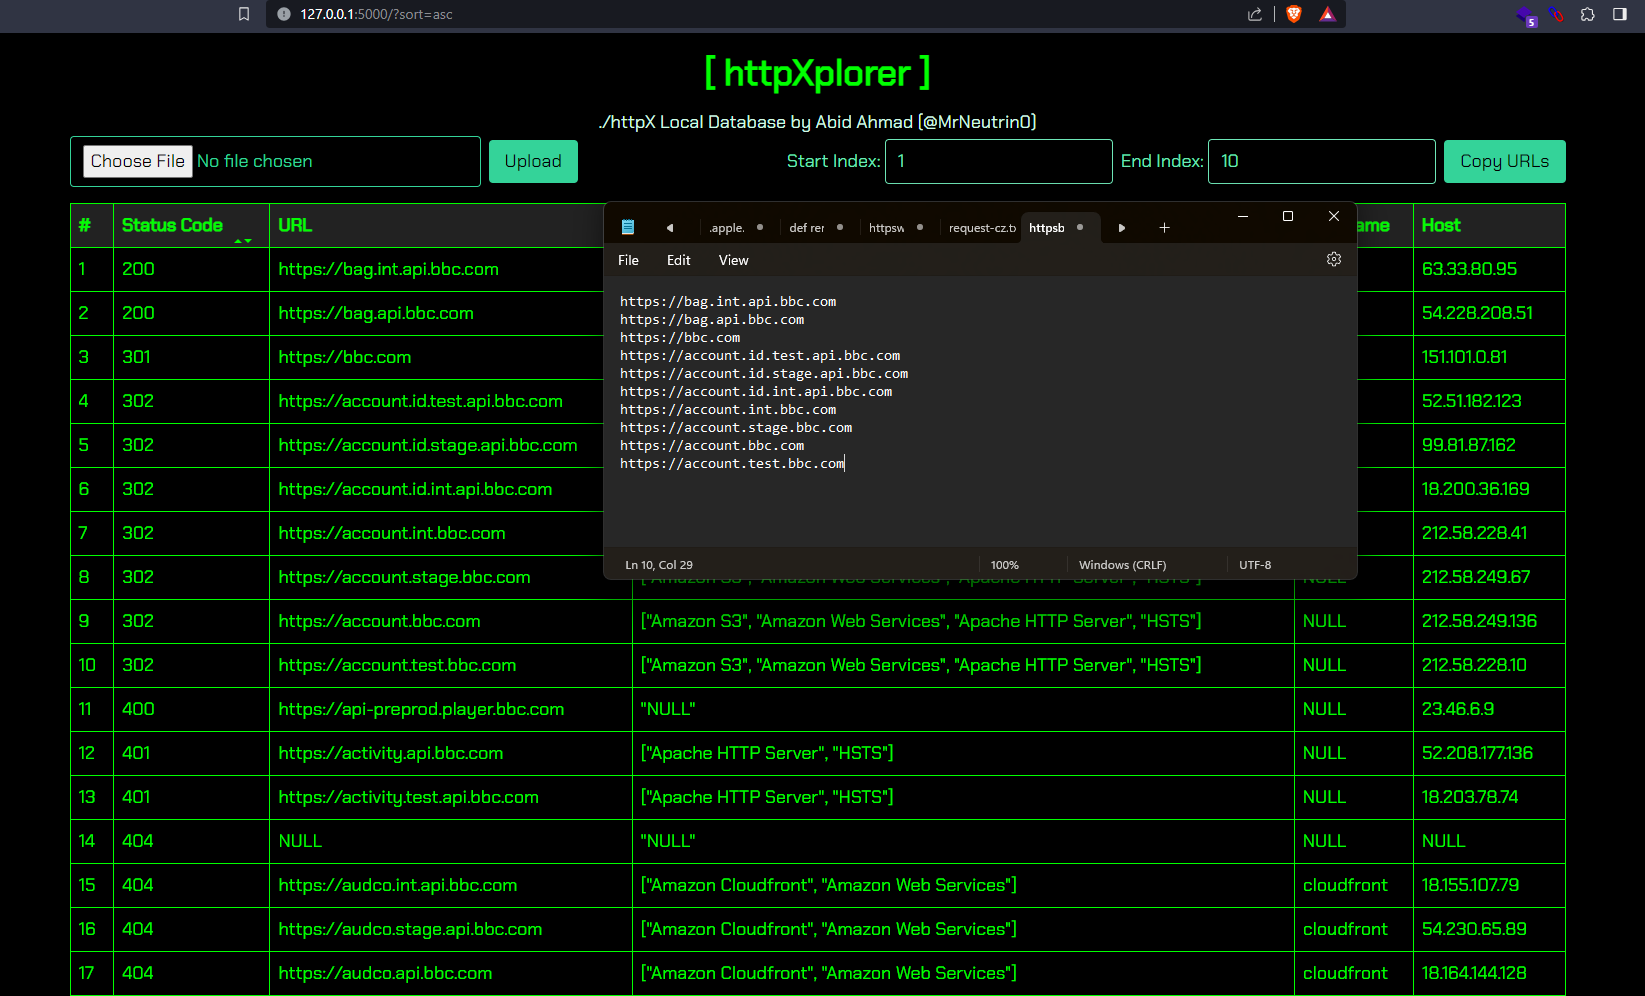 127.0.0.1:5000/?sort=asc
5
[ httpXplorer ]
./httpX Local Database by Abid Ahmad (@MrNeutrin0)
Choose File No file chosen Upload Start Index: 1 End Index: 10 Copy URLs
# Status Code URL ame Host
1 200 https://bag.int.api.bbc.com 63.33.80.95
2 200 https://bag.api.bbc.com 54.228.208.51
3 301 https://bbc.com 151.101.0.81
4 302 https://account.id.test.api.bbc.com 52.51.182.123
5 302 https://account.id.stage.api.bbc.com 99.81.87.162
6 302 https://account.id.int.api.bbc.com 18.200.36.169
7 302 https://account.int.bbc.com 212.58.228.41
8 302 https://account.stage.bbc.com ["Amazon S3", "Amazon Web Services", "Apache HTTP Server", "HSTS"] NULL 212.58.249.67
9 302 https://account.bbc.com ["Amazon S3", "Amazon Web Services", "Apache HTTP Server", "HSTS"] NULL 212.58.249.136
10 302 https://account.test.bbc.com ["Amazon S3", "Amazon Web Services", "Apache HTTP Server", "HSTS"] NULL 212.58.228.10
11 400 https://api-preprod.player.bbc.com "NULL" NULL 23.46.6.9
12 401 https://activity.api.bbc.com ["Apache HTTP Server", "HSTS"] NULL 52.208.177.136
13 401 https://activity.test.api.bbc.com ["Apache HTTP Server", "HSTS"] NULL 18.203.78.74
14 404 NULL "NULL" NULL NULL
15 404 https://audco.int.api.bbc.com ["Amazon Cloudfront", "Amazon Web Services"] cloudfront 18.155.107.79
16 404 https://audco.stage.api.bbc.com ["Amazon Cloudfront", "Amazon Web Services"] cloudfront 54.230.65.89
17 404 https://audco.api.bbc.com ["Amazon Cloudfront", "Amazon Web Services"] cloudfront 18.164.144.128
.apple. def rer httpsw request-cz.t httpsb
File Edit View
https://bag.int.api.bbc.com
https://bag.api.bbc.com
https://bbc.com
https://account.id.test.api.bbc.com
https://account.id.stage.api.bbc.com
https://account.id.int.api.bbc.com
https://account.int.bbc.com
https://account.stage.bbc.com
https://account.bbc.com
https://account.test.bbc.com
Ln 10, Col 29 100% Windows (CRLF) UTF-8